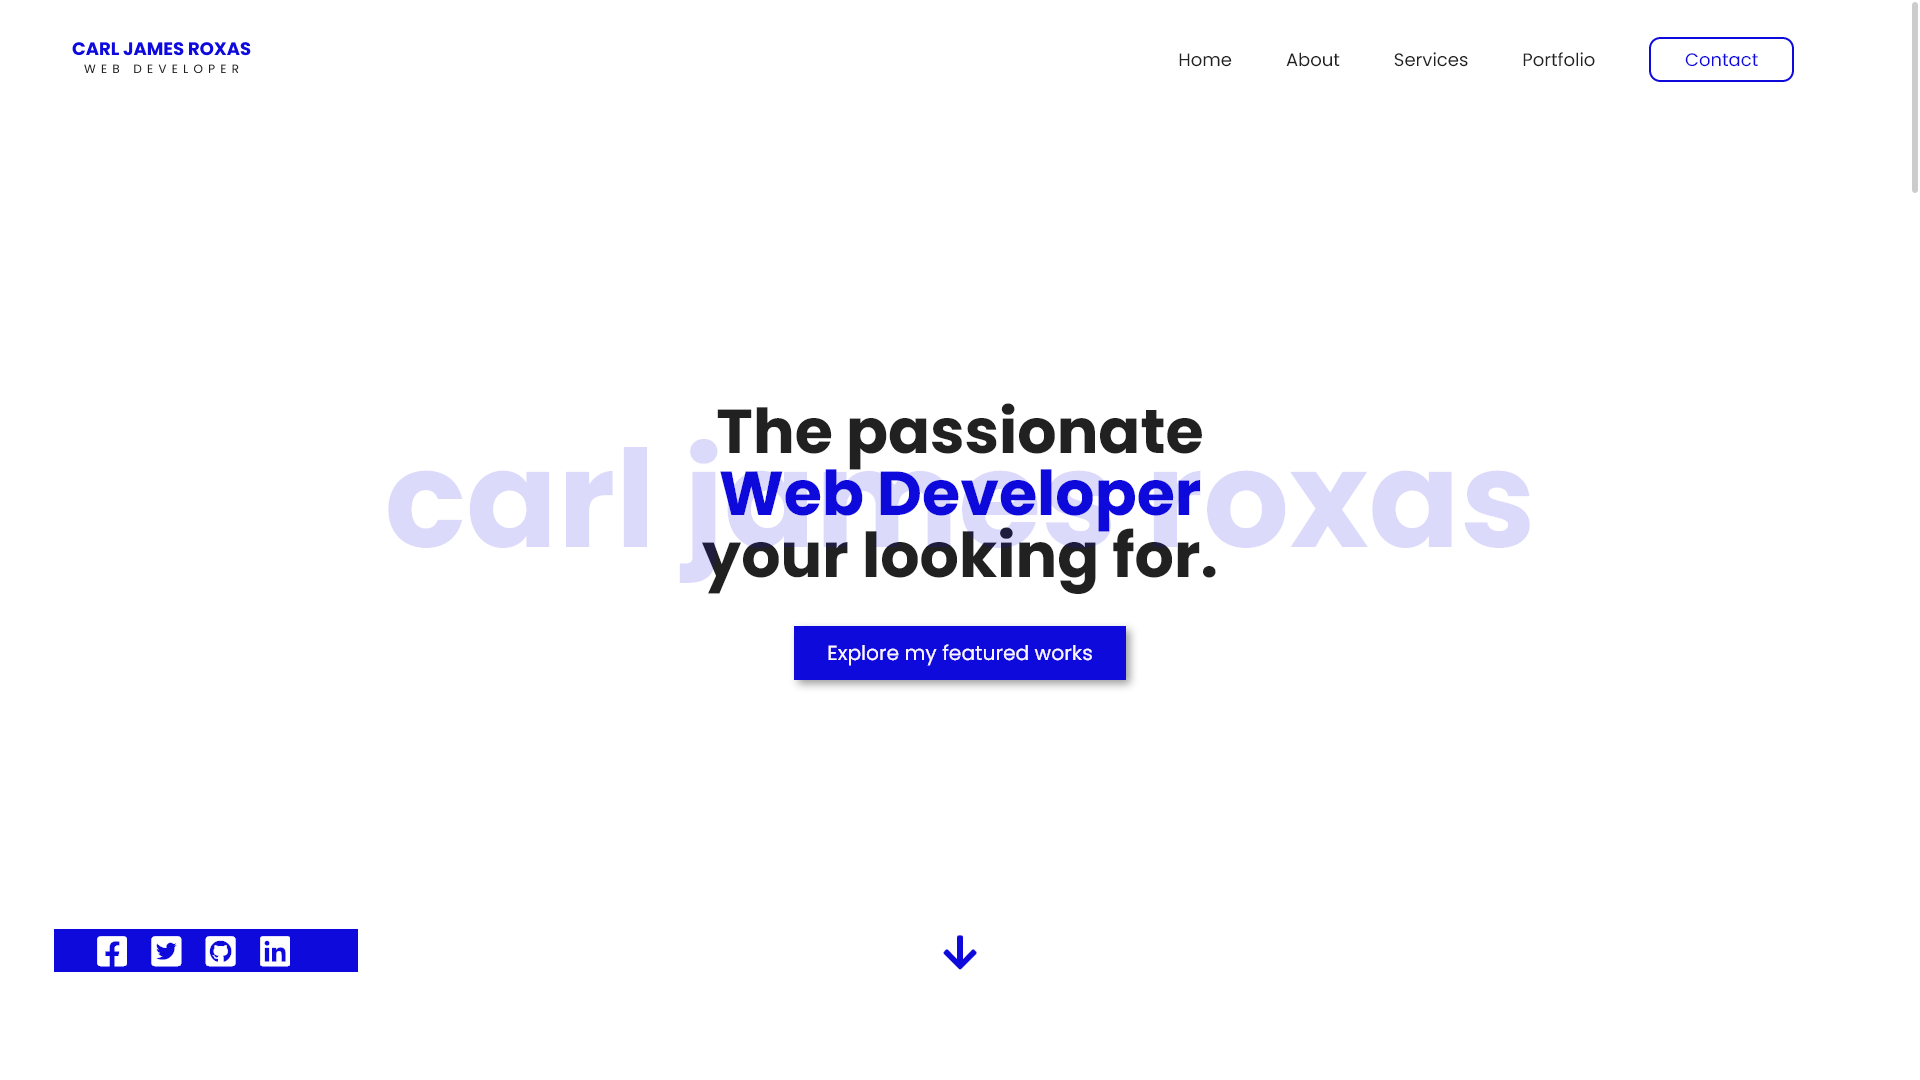 CARL JAMES ROXAS
WEB DEVELOPER
Home
About
Services
Portfolio
Contact
carl james roxas
The passionate
Web Developer
your looking for.
Explore my featured works